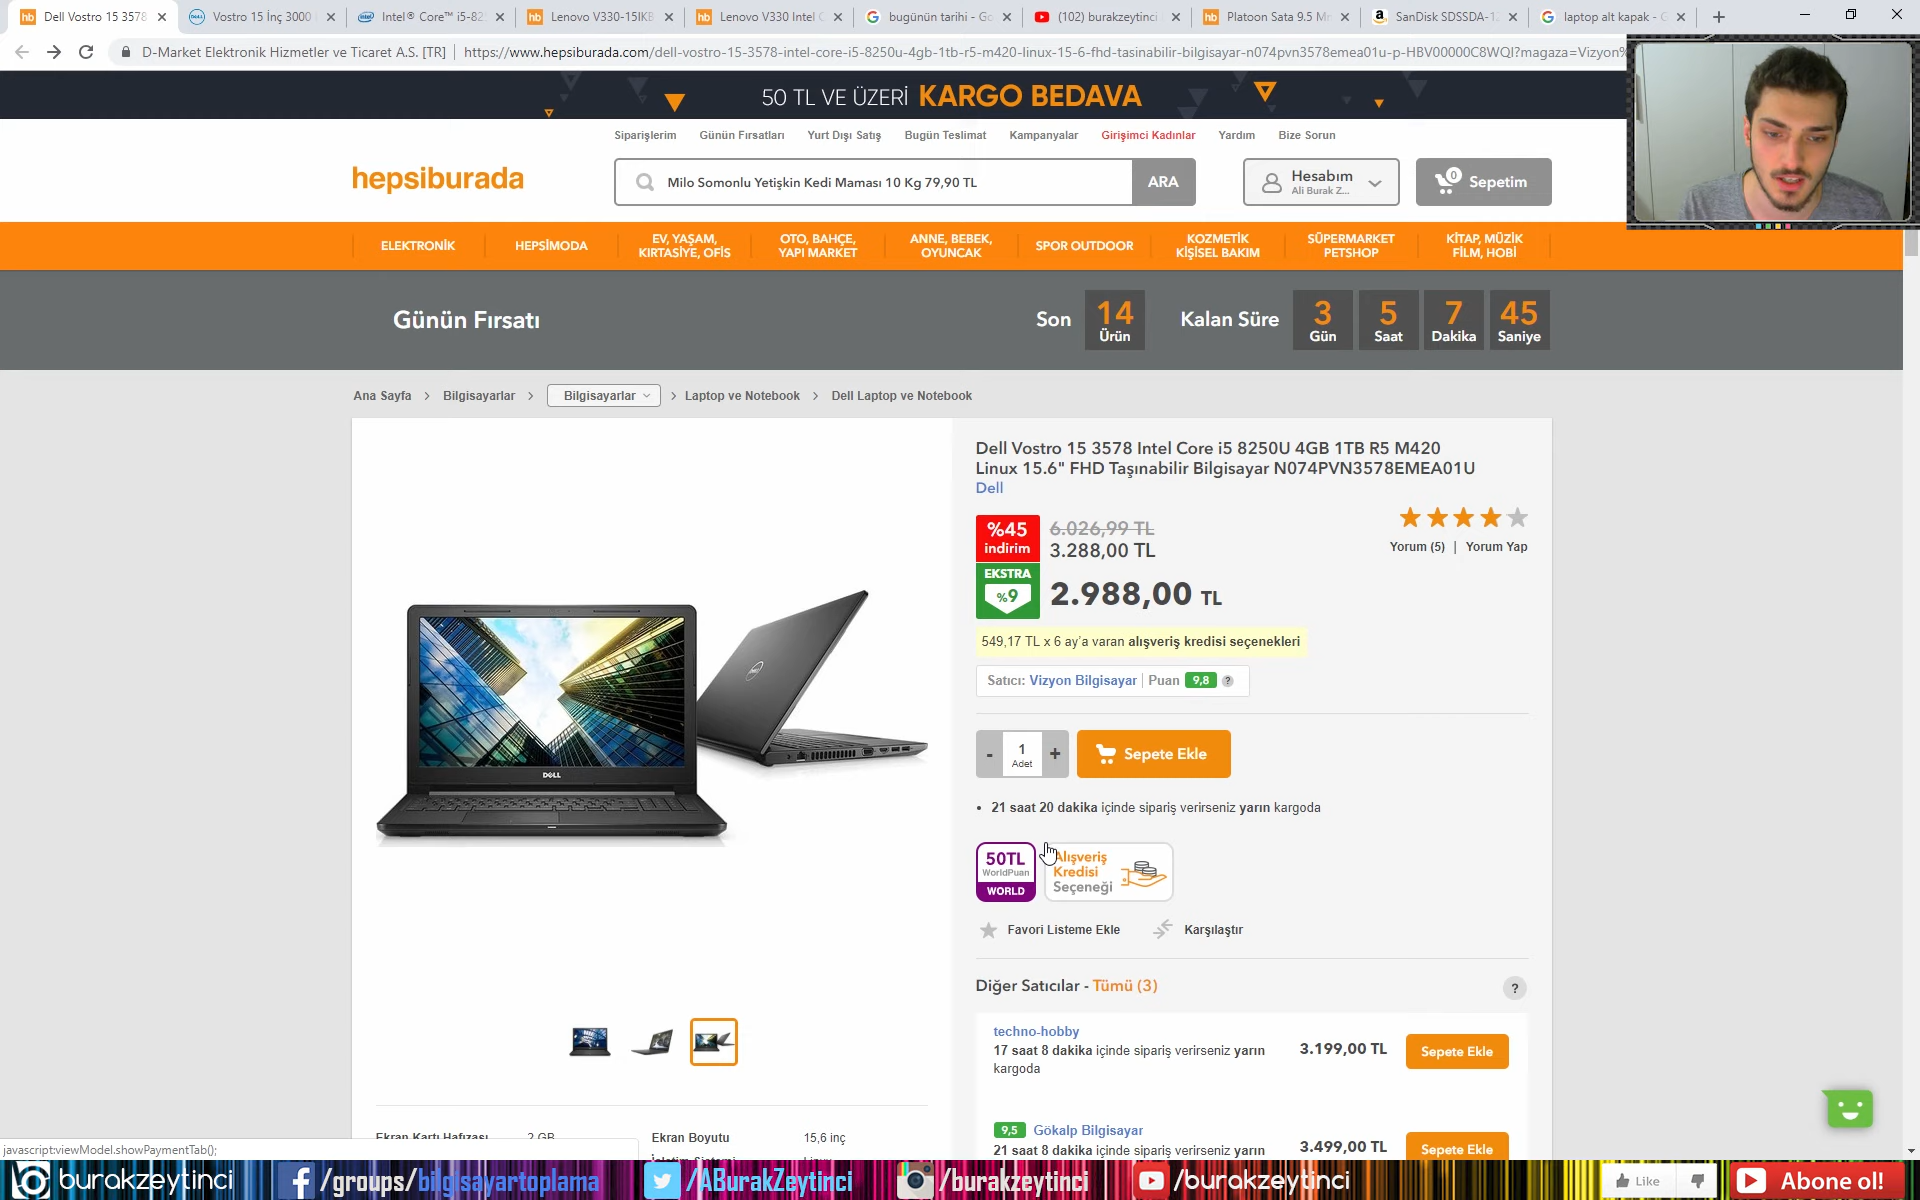 Dell Vostro 15 3578
Vostro 15 İnç 3000
Intel® Core™ i5-82
Lenovo V330-15IKB
Lenovo V330 Intel C
bugünün tarihi - Go
(102) burakzeytinci
Platoon Sata 9.5 M
SanDisk SDSSDA-1
laptop alt kapak - G
D-Market Elektronik Hizmetler ve Ticaret A.S. [TR] | https://www.hepsiburada.com/dell-vostro-15-3578-intel-core-i5-8250u-4gb-1tb-r5-m420-linux-15-6-fhd-tasinabilir-bilgisayar-n074pvn3578emea01u-p-HBV00000C8WQI?magaza=Vizyon%
50 TL VE ÜZERİ KARGO BEDAVA
Siparişlerim Günün Fırsatları Yurt Dışı Satış Bugün Teslimat Kampanyalar Girişimci Kadınlar Yardım Bize Sorun
hepsiburada
Milo Somonlu Yetişkin Kedi Maması 10 Kg 79,90 TL
ARA
Hesabım
Ali Burak Z...
0 Sepetim
ELEKTRONİK
HEPSİMODA
EV, YAŞAM,
KIRTASİYE, OFİS
OTO, BAHÇE,
YAPI MARKET
ANNE, BEBEK,
OYUNCAK
SPOR OUTDOOR
KOZMETİK
KİŞİSEL BAKIM
SÜPERMARKET
PETSHOP
KİTAP, MÜZİK
FİLM, HOBİ
Günün Fırsatı
Son 14 Ürün
Kalan Süre 3 Gün 5 Saat 7 Dakika 45 Saniye
Ana Sayfa > Bilgisayarlar > Bilgisayarlar > Laptop ve Notebook > Dell Laptop ve Notebook
Dell Vostro 15 3578 Intel Core i5 8250U 4GB 1TB R5 M420
Linux 15.6" FHD Taşınabilir Bilgisayar N074PVN3578EMEA01U
Dell
%45
indirim
6.026,99 TL
3.288,00 TL
EKSTRA
%9
2.988,00 TL
Yorum (5) | Yorum Yap
549,17 TL x 6 ay'a varan alışveriş kredisi seçenekleri
Satıcı: Vizyon Bilgisayar | Puan 9,8 ?
- 1 +
Adet
Sepete Ekle
• 21 saat 20 dakika içinde sipariş verirseniz yarın kargoda
50TL
WorldPuan
WORLD
Alışveriş
Kredisi
Seçeneği
Favori Listeme Ekle
Karşılaştır
Diğer Satıcılar - Tümü (3)
?
techno-hobby
17 saat 8 dakika içinde sipariş verirseniz yarın
kargoda
3.199,00 TL
Sepete Ekle
9,5 Gökalp Bilgisayar
21 saat 8 dakika içinde sipariş verirseniz yarın
3.499,00 TL
Sepete Ekle
DELL
DELL
Ekran Kartı Hafızası 2 GB
Ekran Boyutu 15,6 inç
javascript:viewModel.showPaymentTab();
burakzeytinci
f /groups/bilgisayartoplama
/ABurakZeytinci
/burakzeytinci
/burakzeytinci
Like
Abone ol!